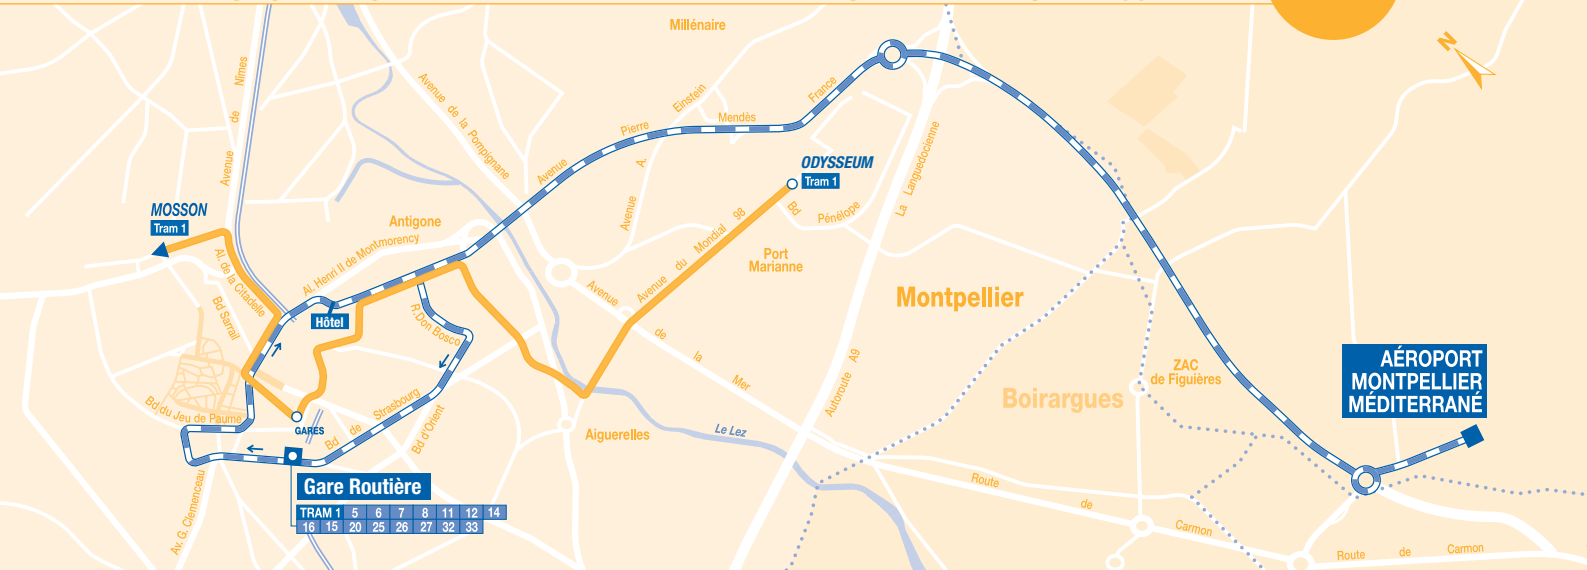 Millénaire
N
Avenue de Nîmes
Avenue de la Pompignane
Avenue Pierre Mendès France
A. Einstein
Avenue
La Languedocienne
ODYSSEUM
Tram 1
Bd Pénélope
MOSSON
Tram 1
Antigone
Al. Henri II de Montmorency
Al. de la Citadelle
Bd Sarrail
Avenue du Mondial 98
Port
Marianne
Hôtel
R.Don Bosco
Montpellier
Avenue de la Mer
Autoroute A9
ZAC
de Figuières
Boirargues
AÉROPORT
MONTPELLIER
MÉDITERRANÉ
Bd du Jeu de Paume
GARES
Bd de Strasbourg
Bd d'Orient
Aiguerelles
Le Lez
Av. G. Clemenceau
Gare Routière
TRAM 1 5 6 7 8 11 12 14
16 15 20 25 26 27 32 33
Route de Carmon
Route de Carmon